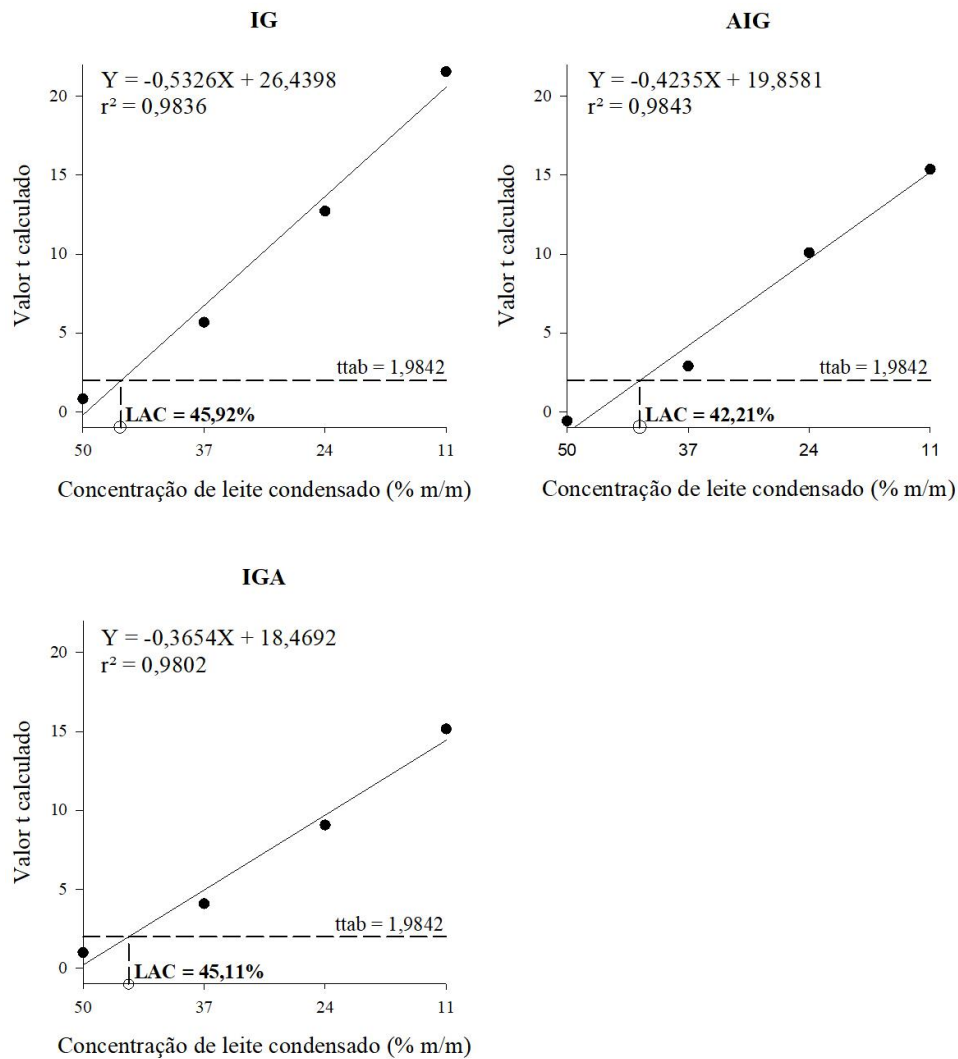 IG
Y = -0,5326X + 26,4398
r² = 0,9836
20
15
10
5
0
Valor t calculado
ttab = 1,9842
LAC = 45,92%
50 37 24 11
Concentração de leite condensado (% m/m)
AIG
Y = -0,4235X + 19,8581
r² = 0,9843
20
15
10
5
0
Valor t calculado
ttab = 1,9842
LAC = 42,21%
50 37 24 11
Concentração de leite condensado (% m/m)
IGA
Y = -0,3654X + 18,4692
r² = 0,9802
20
15
10
5
0
Valor t calculado
ttab = 1,9842
LAC = 45,11%
50 37 24 11
Concentração de leite condensado (% m/m)